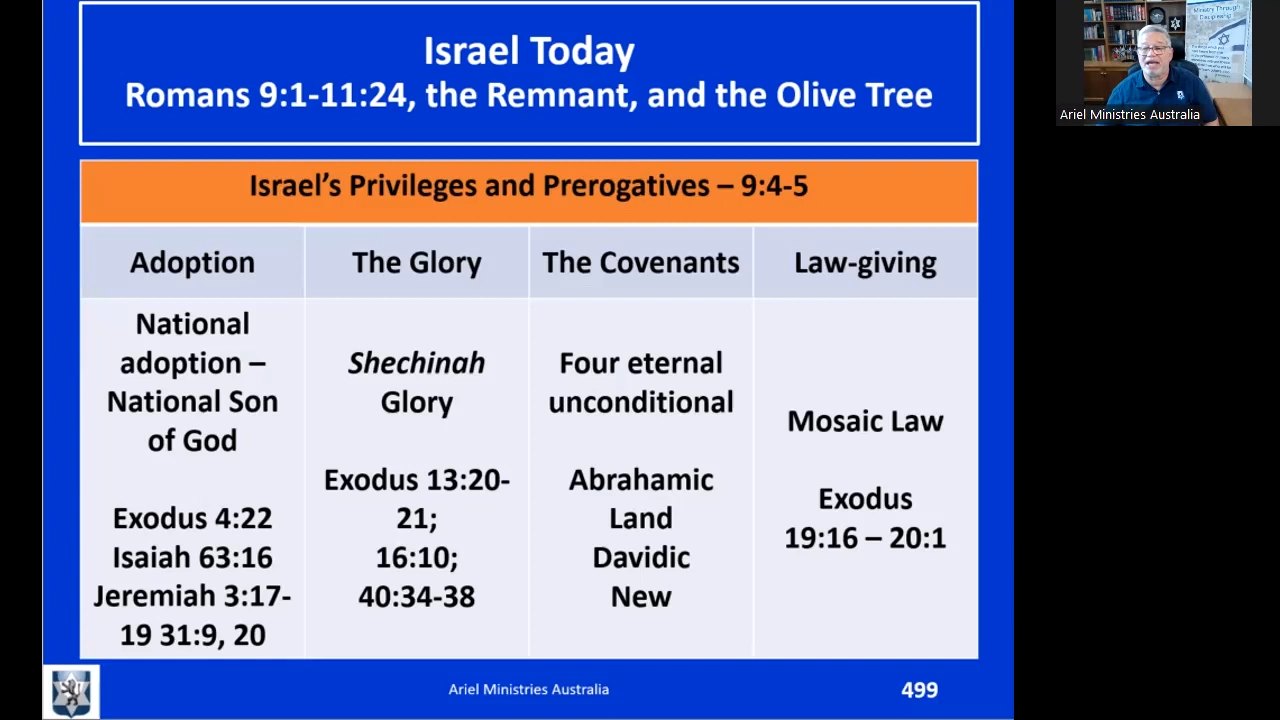 Israel Today
Romans 9:1-11:24, the Remnant, and the Olive Tree
Israel's Privileges and Prerogatives – 9:4-5
Adoption
The Glory
The Covenants
Law-giving
National
adoption –
National Son
of God
Exodus 4:22
Isaiah 63:16
Jeremiah 3:17-
19 31:9, 20
Shechinah
Glory
Exodus 13:20-
21;
16:10;
40:34-38
Four eternal
unconditional
Abrahamic
Land
Davidic
New
Mosaic Law
Exodus
19:16 – 20:1
Ariel Ministries Australia
499
Ministry Through
Discipleship
Ariel Ministries Australia